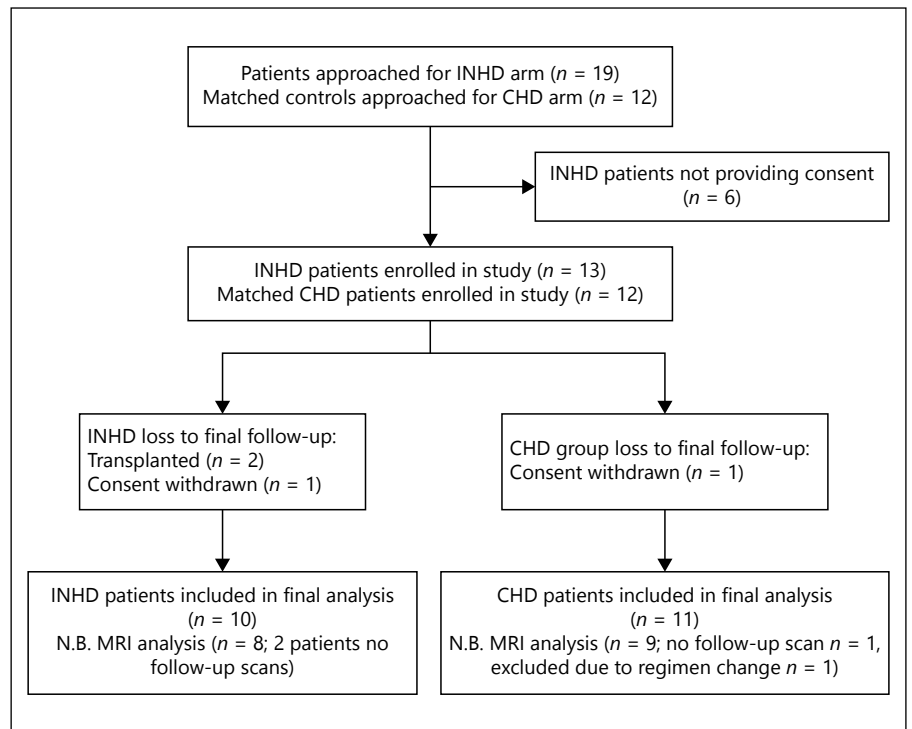 Patients approached for INHD arm (n = 19)
Matched controls approached for CHD arm (n = 12)
INHD patients not providing consent
(n = 6)
INHD patients enrolled in study (n = 13)
Matched CHD patients enrolled in study (n = 12)
INHD loss to final follow-up:
Transplanted (n = 2)
Consent withdrawn (n = 1)
CHD group loss to final follow-up:
Consent withdrawn (n = 1)
INHD patients included in final analysis
(n = 10)
N.B. MRI analysis (n = 8; 2 patients no
follow-up scans)
CHD patients included in final analysis
(n = 11)
N.B. MRI analysis (n = 9; no follow-up scan n = 1,
excluded due to regimen change n = 1)